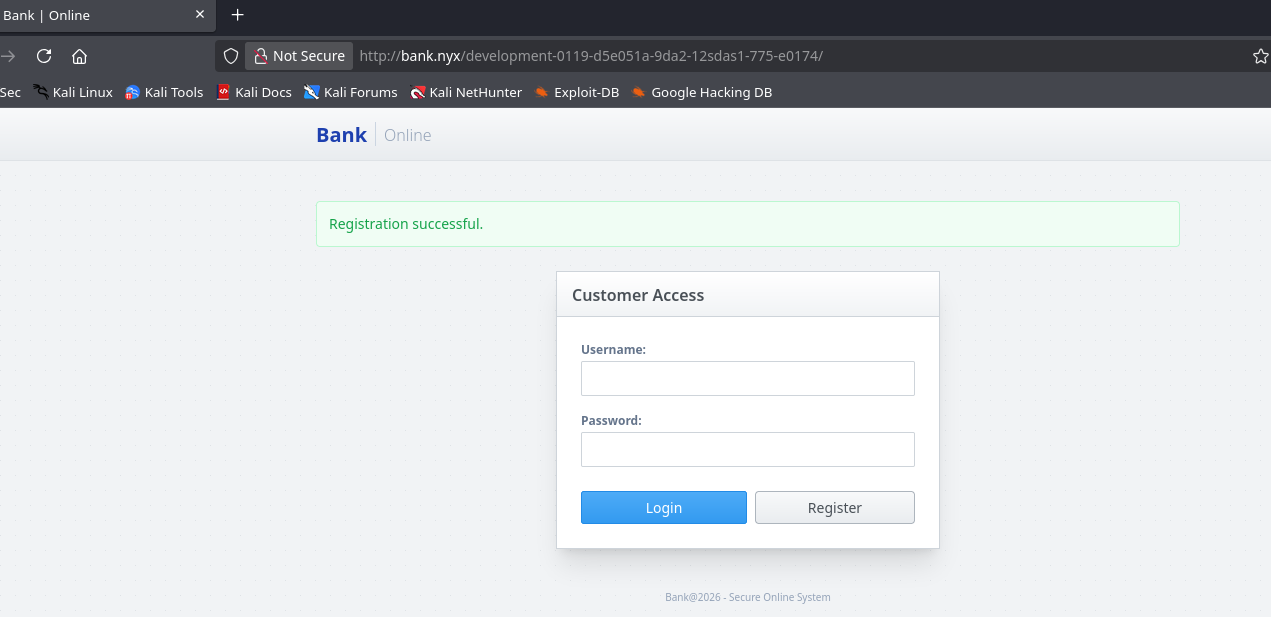 Bank | Online
Not Secure
http://bank.nyx/development-0119-d5e051a-9da2-12sdas1-775-e0174/
Sec Kali Linux Kali Tools Kali Docs Kali Forums Kali NetHunter Exploit-DB Google Hacking DB
Bank Online
Registration successful.
Customer Access
Username:
Password:
Login Register
Bank@2026 - Secure Online System